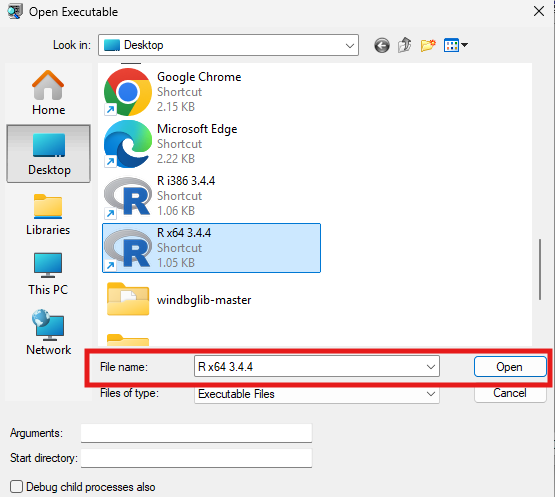 Open Executable
Look in: Desktop
Home
Desktop
Libraries
This PC
Network
Google Chrome
Shortcut
2.15 KB
Microsoft Edge
Shortcut
2.22 KB
R i386 3.4.4
Shortcut
1.06 KB
R x64 3.4.4
Shortcut
1.05 KB
windbglib-master
File name: R x64 3.4.4 Open
Files of type: Executable Files Cancel
Arguments:
Start directory:
Debug child processes also